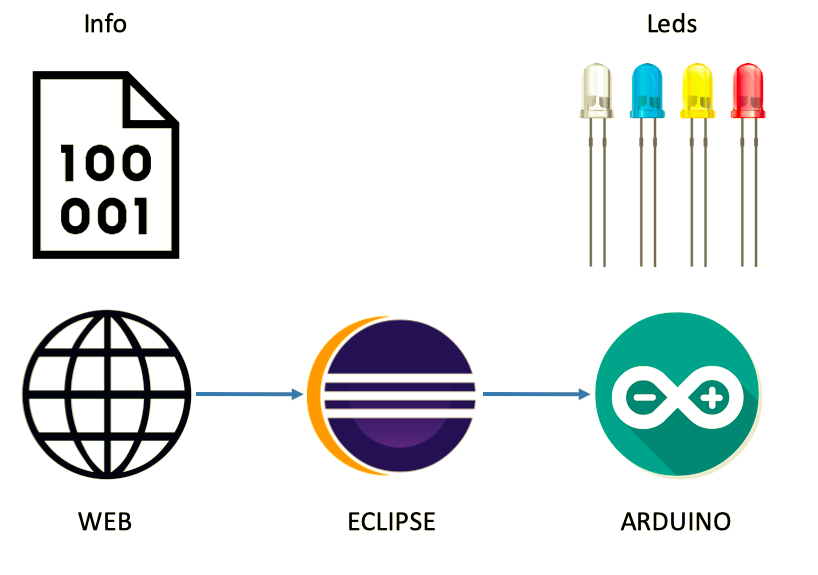 Info
Leds
100
001
WEB
ECLIPSE
ARDUINO